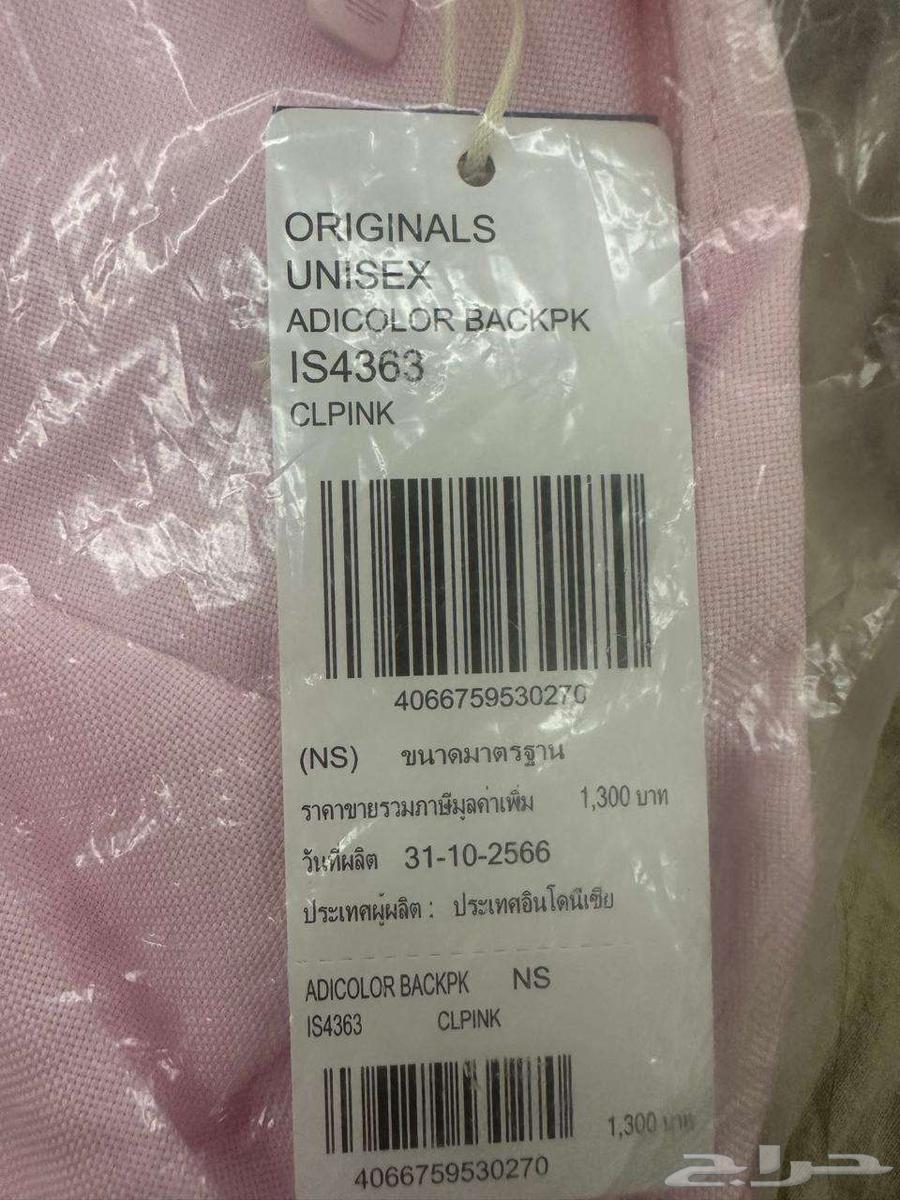 ORIGINALS
UNISEX
ADICOLOR BACKPK
IS4363
CLPINK
4066759530270
(NS) ขนาดมาตรฐาน
ราคาขายรวมภาษีมูลค่าเพิ่ม 1,300 บาท
วันที่ผลิต 31-10-2566
ประเทศผู้ผลิต : ประเทศอินโดนีเซีย
ADICOLOR BACKPK NS
IS4363 CLPINK
1,300 บาท
4066759530270
حراج